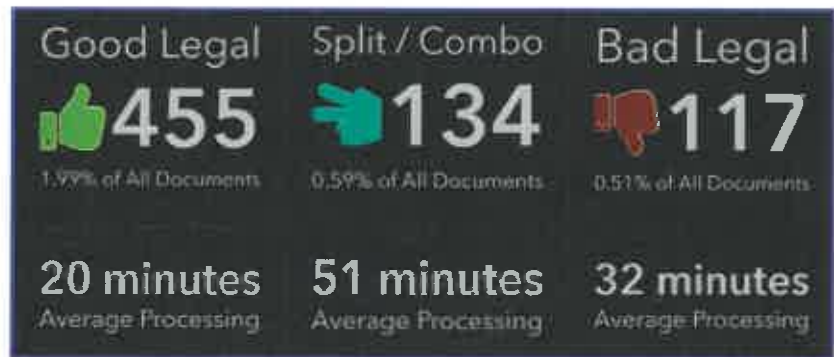 Good Legal
455
1.99% of All Documents
20 minutes
Average Processing
Split / Combo
134
0.59% of All Documents
51 minutes
Average Processing
Bad Legal
117
0.51% of All Documents
32 minutes
Average Processing